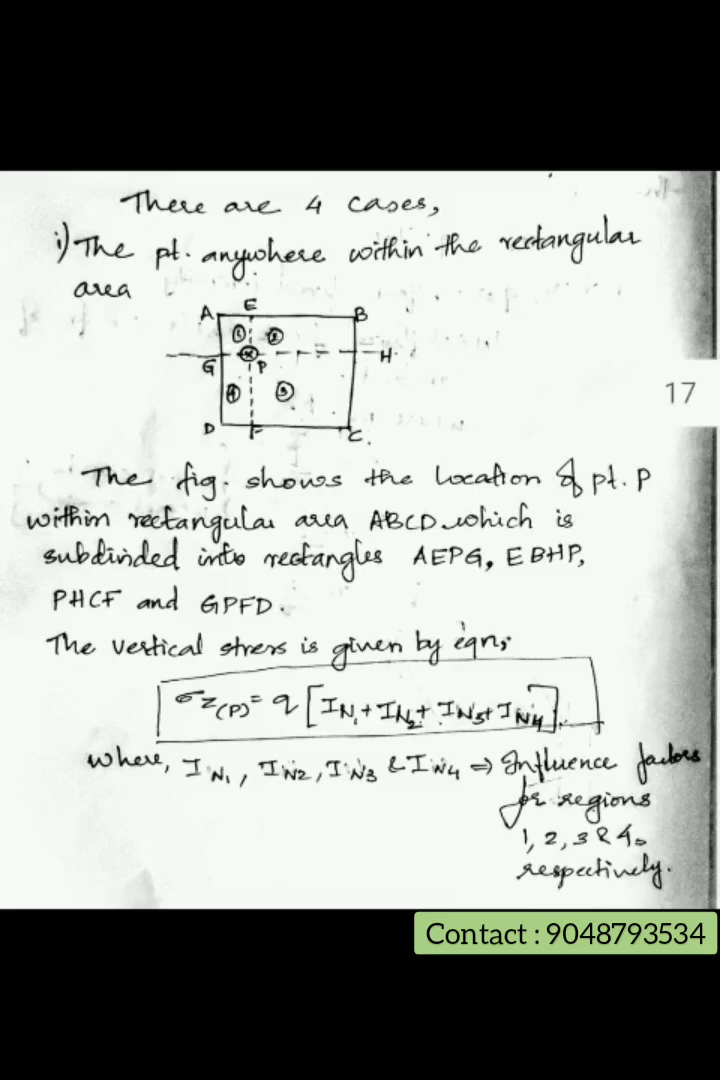 There are 4 cases,
i) The pt. anywhere within the rectangular
area
A E B
① ②
G P H
④ ③
D F C.
17
The fig. shows the location of pt. P
within rectangular area ABCD which is
subdivided into rectangles AEPG, EBHP,
PHCF and GPFD.
The vertical stress is given by eqn;
σz(P) = q [IN1 + IN2 + IN3 + IN4].
where, IN1, IN2, IN3 & IN4 ⇒ Influence factors
for regions
1, 2, 3 & 4.
respectively.
Contact : 9048793534